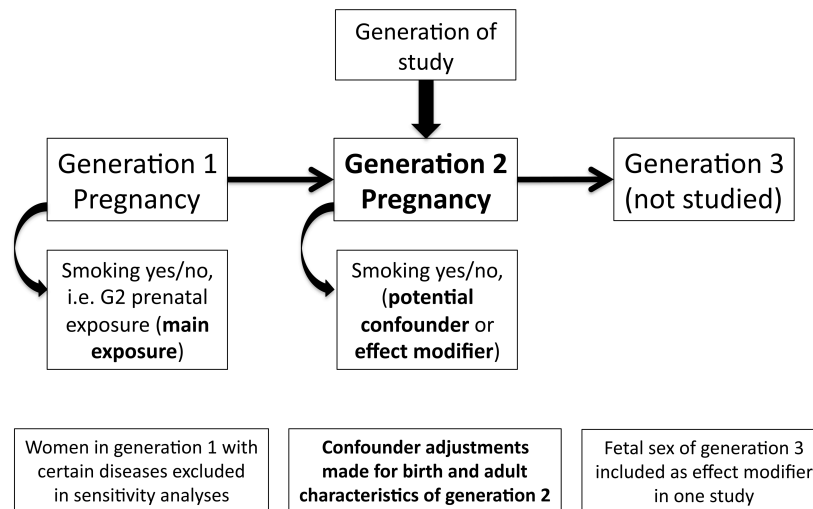 Generation of
study
Generation 1
Pregnancy
Generation 2
Pregnancy
Generation 3
(not studied)
Smoking yes/no,
i.e. G2 prenatal
exposure (main
exposure)
Smoking yes/no,
(potential
confounder or
effect modifier)
Women in generation 1 with
certain diseases excluded
in sensitivity analyses
Confounder adjustments
made for birth and adult
characteristics of generation 2
Fetal sex of generation 3
included as effect modifier
in one study